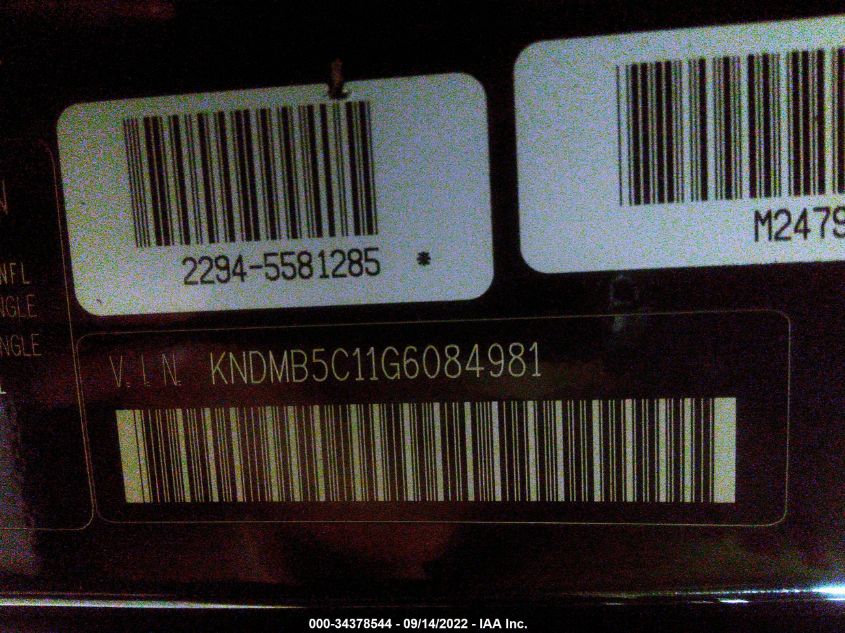 2294-5581285 *
M2479
N
NFL
NGLE
NGLE
L
V.I.N. KNDMB5C11G6084981
000-34378544 - 09/14/2022 - IAA Inc.